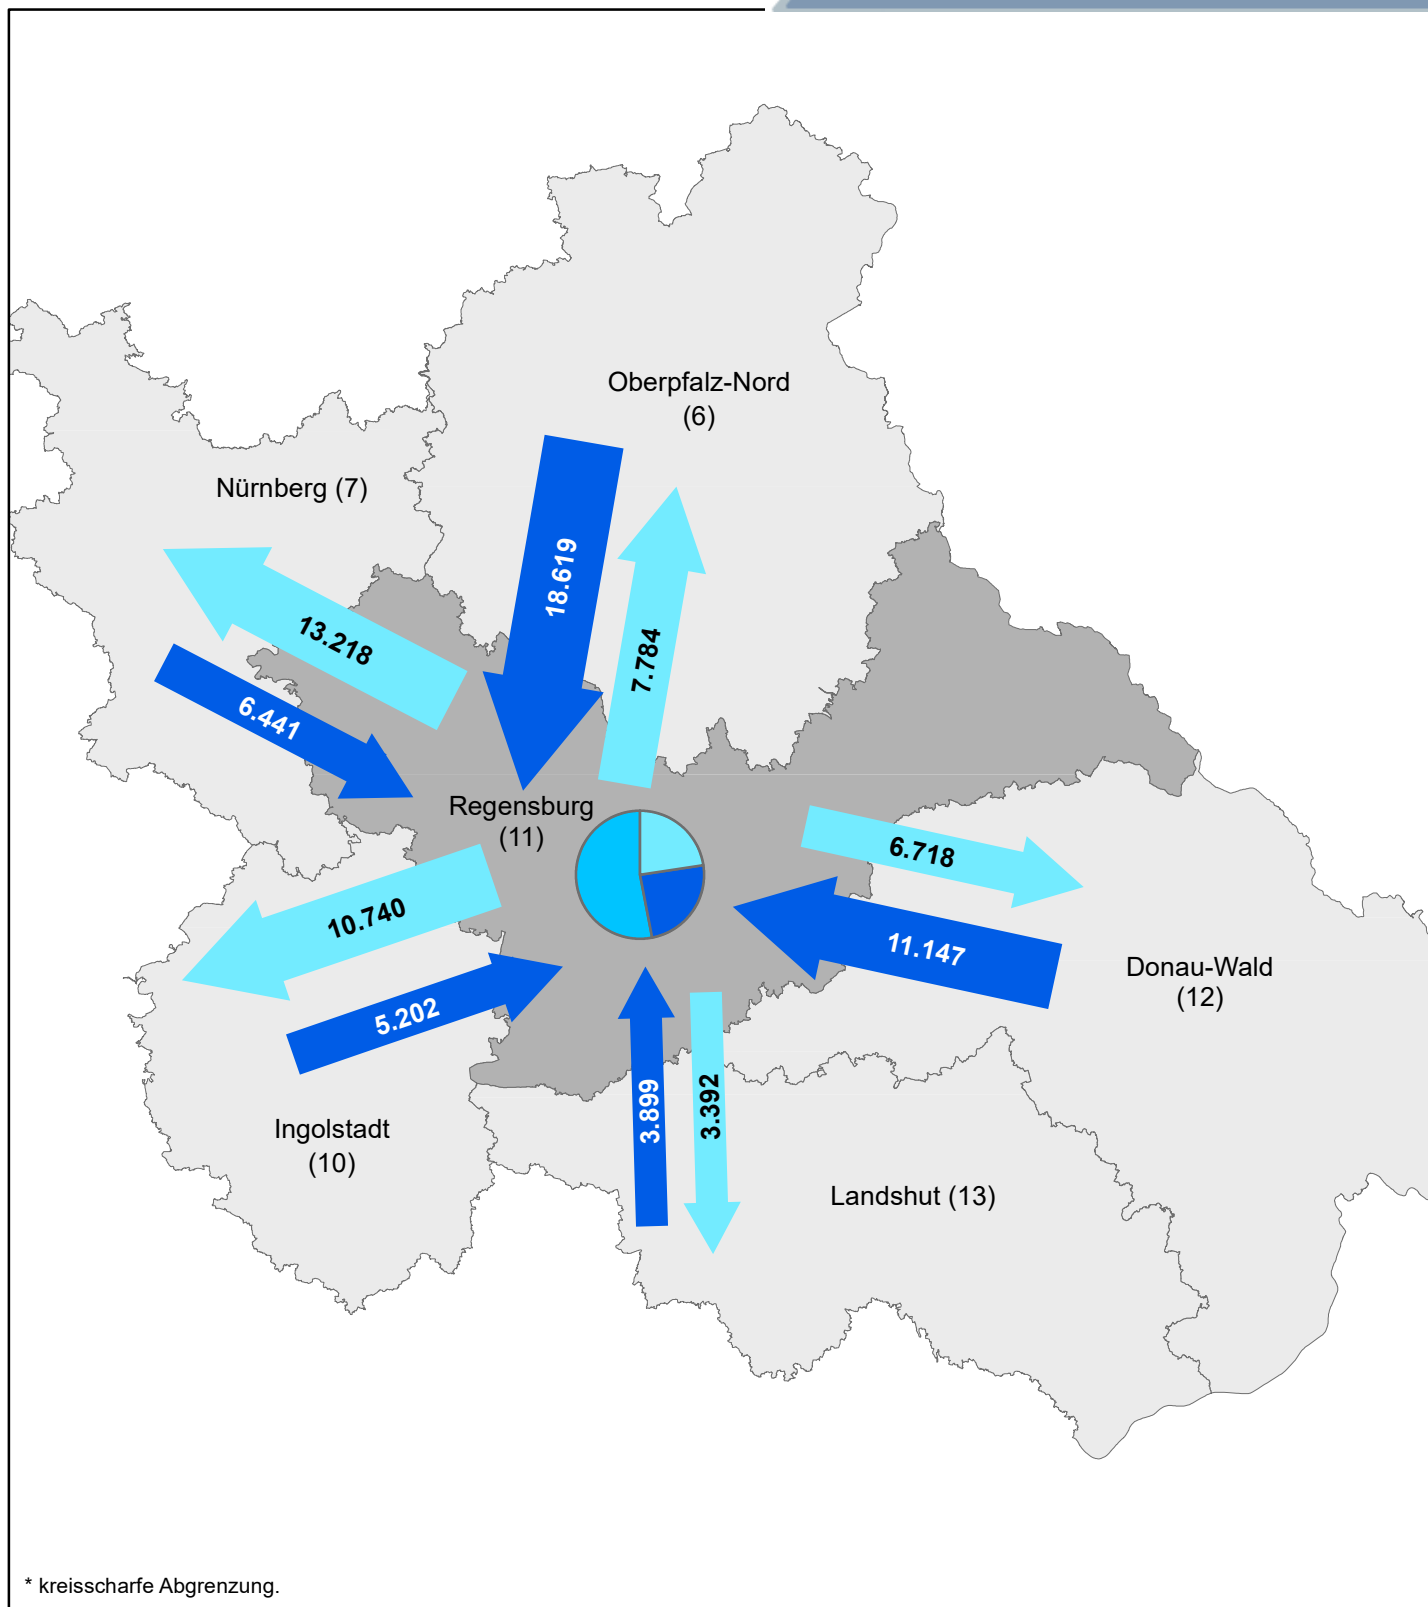 Oberpfalz-Nord
(6)
Nürnberg (7)
18.619
13.218
7.784
6.441
Regensburg
(11)
6.718
10.740
11.147
Donau-Wald
(12)
5.202
3.899
3.392
Ingolstadt
(10)
Landshut (13)
* kreisscharfe Abgrenzung.